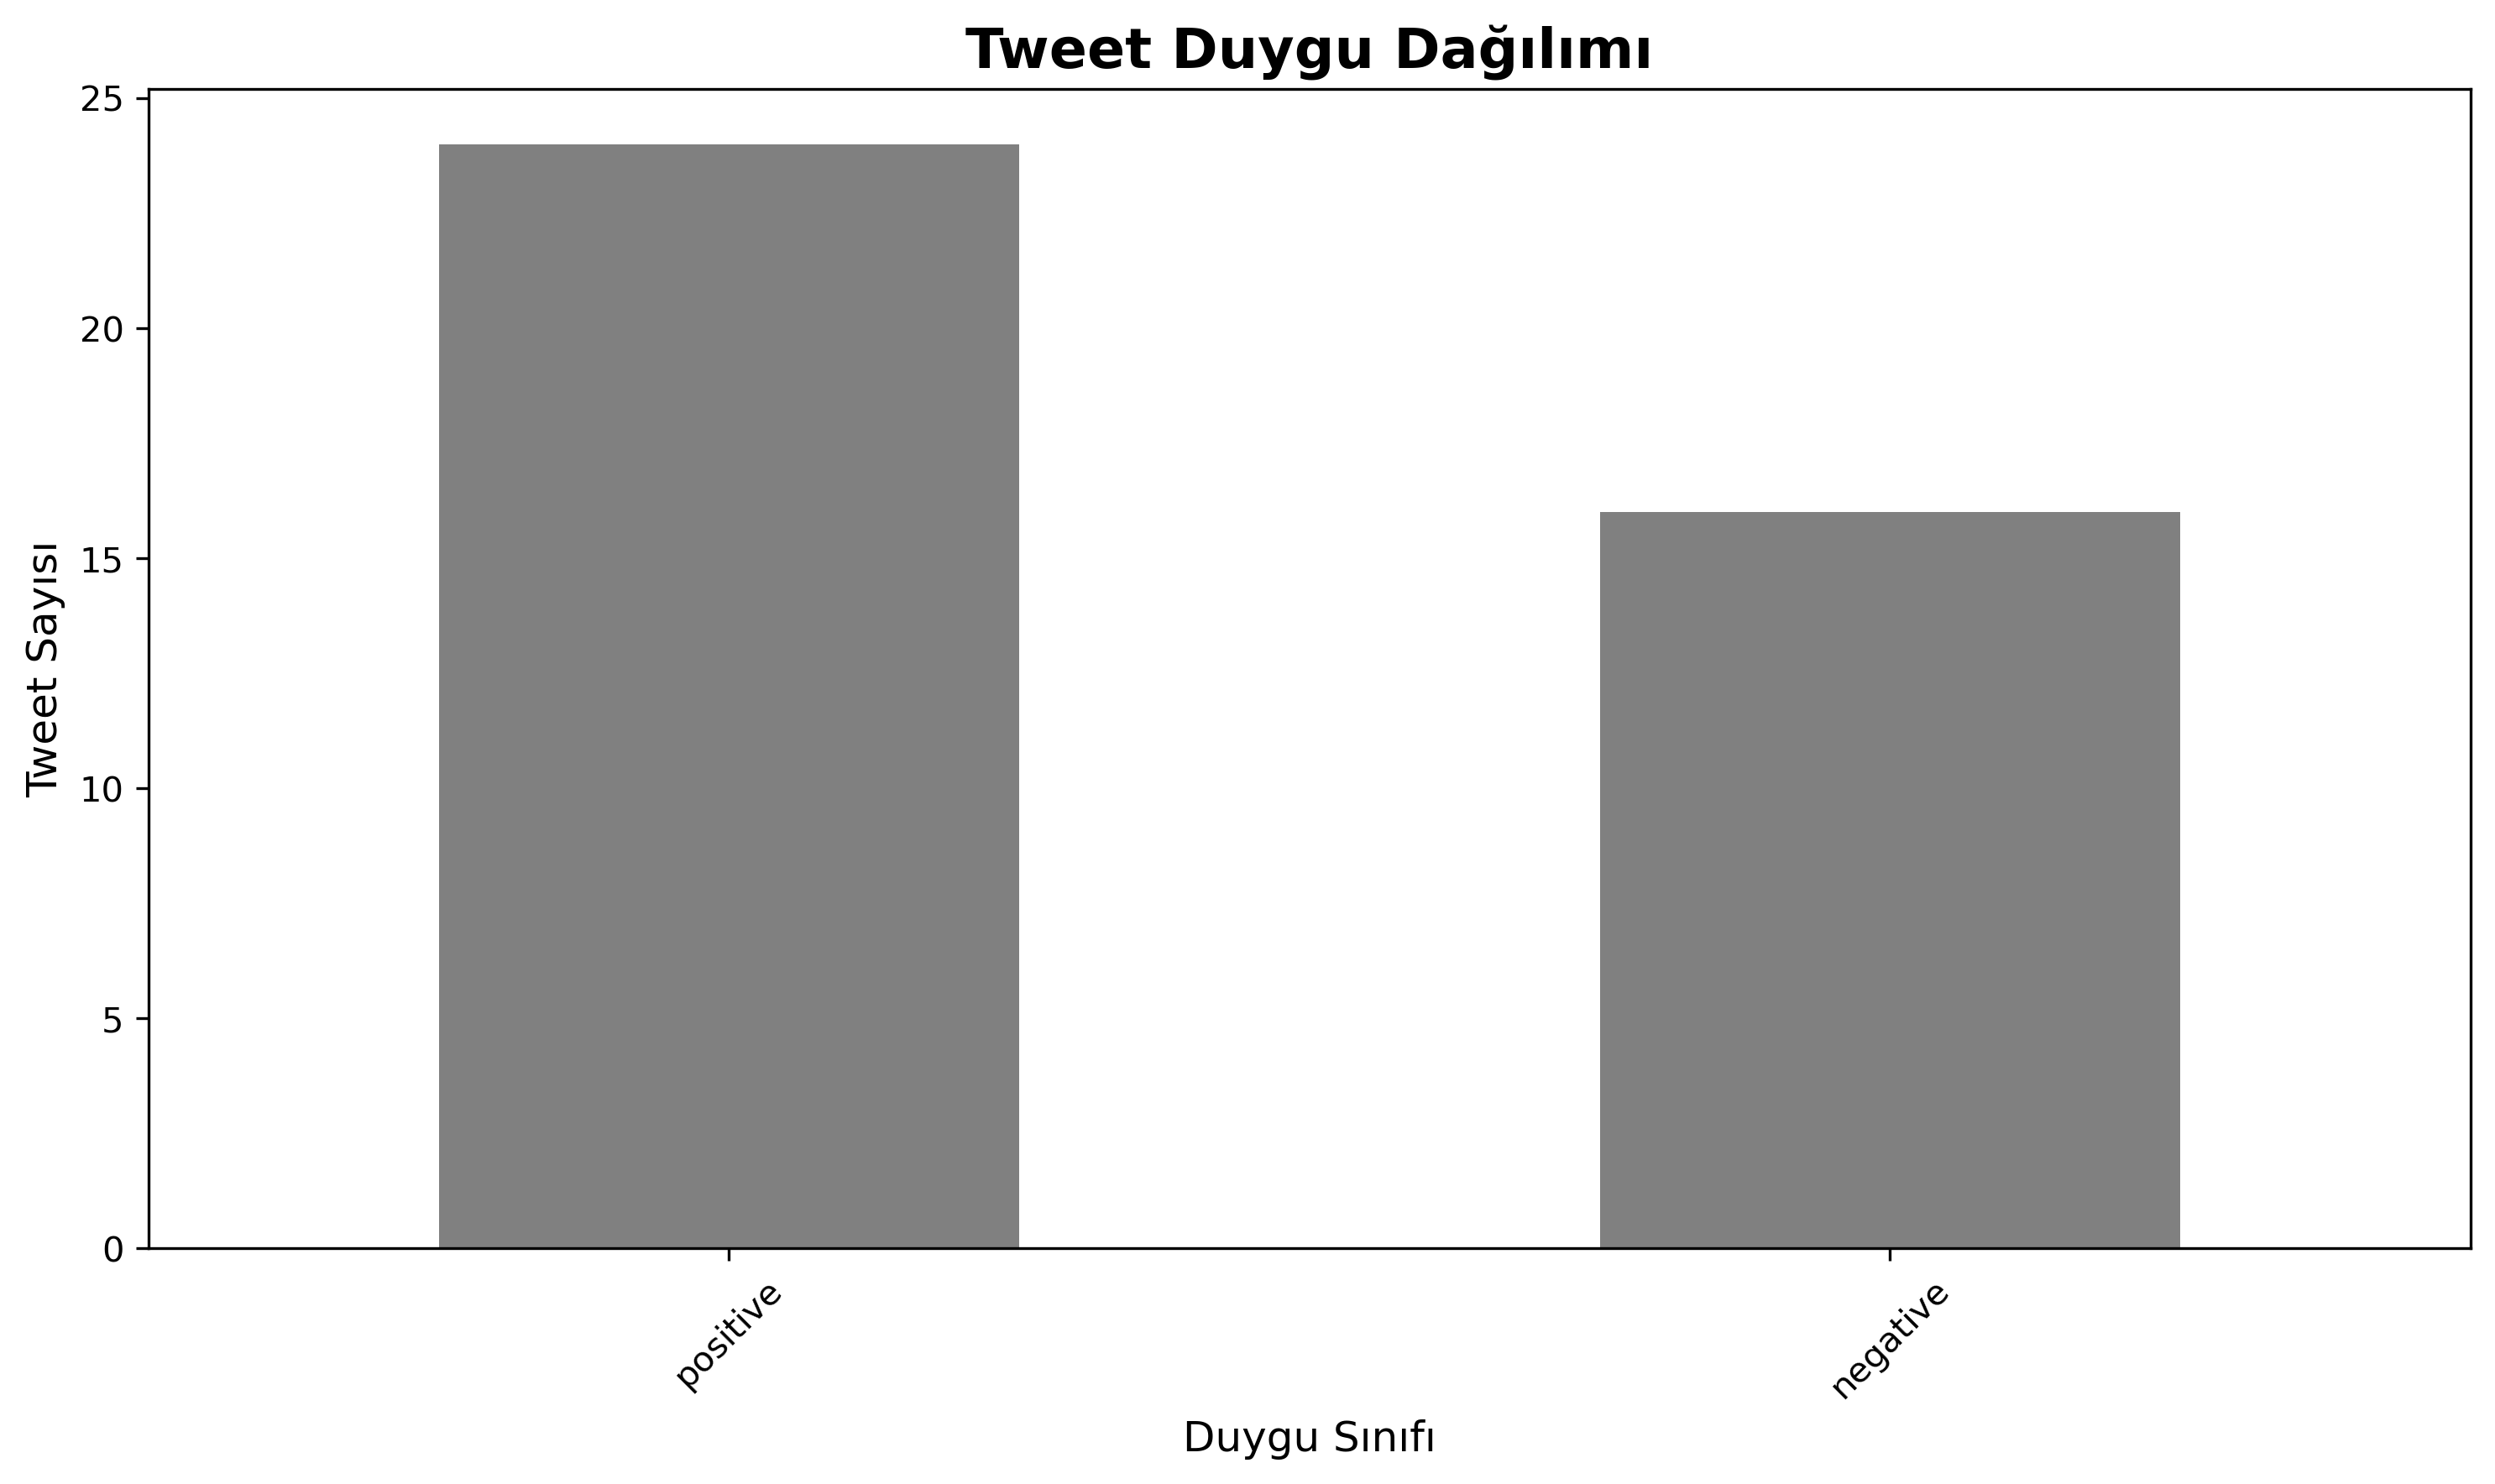 Tweet Duygu Dağılımı
25
20
15
10
5
0
Tweet Sayısı
positive
negative
Duygu Sınıfı